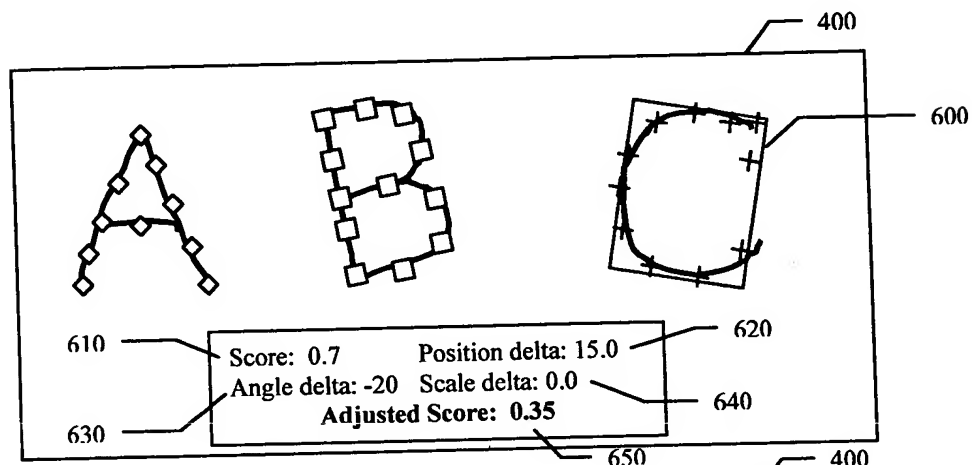 400
A B C
600
610
620
Score: 0.7 Position delta: 15.0
Angle delta: -20 Scale delta: 0.0
Adjusted Score: 0.35
630
640
650
400